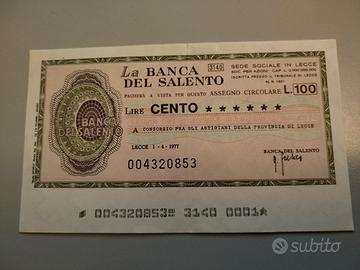 La BANCA DEL SALENTO
3140
SEDE SOCIALE IN LECCE
PAGHERÀ A VISTA PER QUESTO ASSEGNO CIRCOLARE L.100
LIRE CENTO ★★★★★★
A CONSORZIO FRA GLI ARTIGIANI DELLA PROVINCIA DI LECCE
BANCA DEL SALENTO
LECCE 1-4-1977
BANCA DEL SALENTO
004320853
004320853 3140 0001
subito